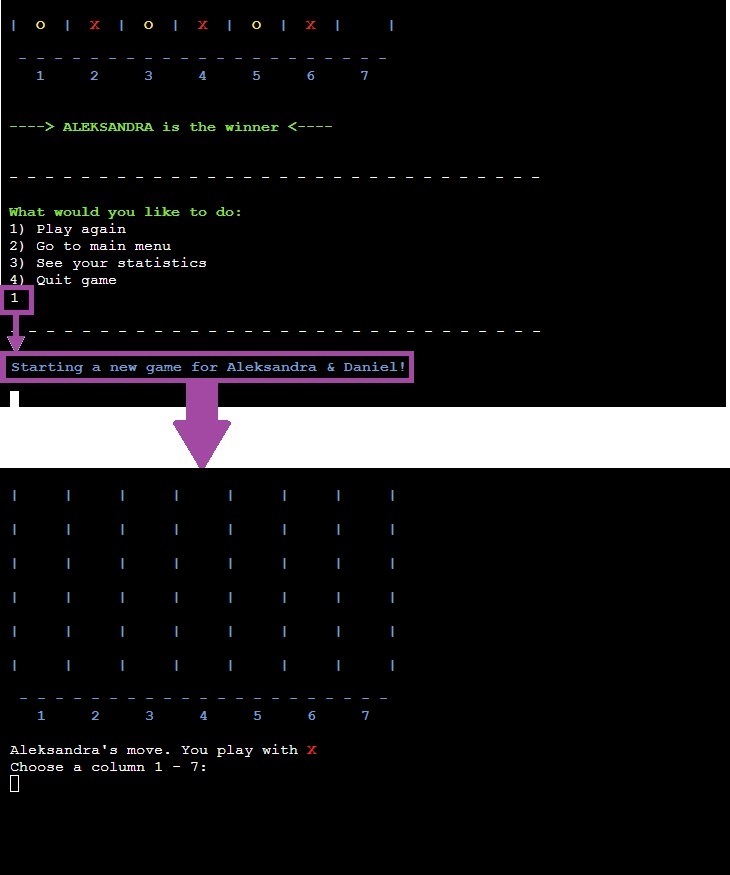 | O | X | O | X | O | X |   |
- - - - - - - - - - - - - - - - - - - - -
1 2 3 4 5 6 7
----> ALEKSANDRA is the winner <----
- - - - - - - - - - - - - - - - - - - - - - - - - - - - - -
What would you like to do:
1) Play again
2) Go to main menu
3) See your statistics
4) Quit game
1
- - - - - - - - - - - - - - - - - - - - - - - - - - - - - -
Starting a new game for Aleksandra & Daniel!
|   |   |   |   |   |   |   |
|   |   |   |   |   |   |   |
|   |   |   |   |   |   |   |
|   |   |   |   |   |   |   |
|   |   |   |   |   |   |   |
|   |   |   |   |   |   |   |
- - - - - - - - - - - - - - - - - - - - -
1 2 3 4 5 6 7
Aleksandra's move. You play with X
Choose a column 1 - 7: